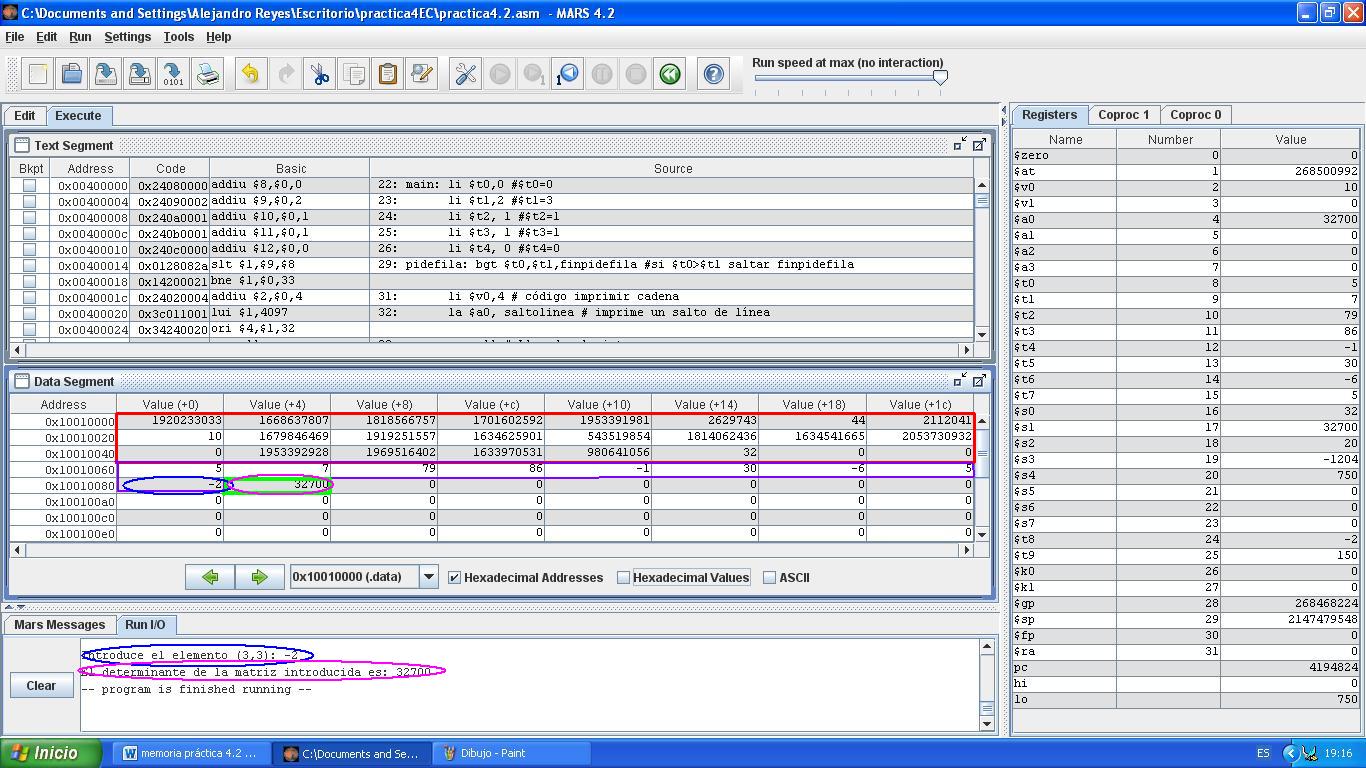 C:\Documents and Settings\Alejandro Reyes\Escritorio\practica4EC\practica4.2.asm - MARS 4.2
File Edit Run Settings Tools Help
Run speed at max (no interaction)
Edit Execute
Text Segment
Bkpt Address Code Basic Source
0x00400000 0x24080000 addiu $8,$0,0 22: main: li $t0,0 #$t0=0
0x00400004 0x24090002 addiu $9,$0,2 23: li $t1,2 #$t1=3
0x00400008 0x240a0001 addiu $10,$0,1 24: li $t2, 1 #$t2=1
0x0040000c 0x240b0001 addiu $11,$0,1 25: li $t3, 1 #$t3=1
0x00400010 0x240c0000 addiu $12,$0,0 26: li $t4, 0 #$t4=0
0x00400014 0x0128082a slt $1,$9,$8 29: pidefila: bgt $t0,$t1,finpidefila #si $t0>$t1 saltar finpidefila
0x00400018 0x14200021 bne $1,$0,33
0x0040001c 0x24020004 addiu $2,$0,4 31: li $v0,4 # código imprimir cadena
0x00400020 0x3c011001 lui $1,4097 32: la $a0, saltolinea # imprime un salto de línea
0x00400024 0x34240020 ori $4,$1,32
Data Segment
Address Value (+0) Value (+4) Value (+8) Value (+c) Value (+10) Value (+14) Value (+18) Value (+1c)
0x10010000 1920233033 1668637807 1818566757 1701602592 1953391981 2629743 44 2112041
0x10010020 10 1679846469 1919251557 1634625901 543519854 1814062436 1634541665 2053730932
0x10010040 0 1953392928 1969516402 1633970531 980641056 32 0 0
0x10010060 5 7 79 86 -1 30 -6 5
0x10010080 -2 32700 0 0 0 0 0 0
0x100100a0 0 0 0 0 0 0 0 0
0x100100c0 0 0 0 0 0 0 0 0
0x100100e0 0 0 0 0 0 0 0 0
0x10010000 (.data) Hexadecimal Addresses Hexadecimal Values ASCII
Mars Messages Run I/O
Introduce el elemento (3,3): -2
El determinante de la matriz introducida es: 32700
-- program is finished running --
Clear
Registers Coproc 1 Coproc 0
Name Number Value
$zero 0 0
$at 1 268500992
$v0 2 10
$v1 3 0
$a0 4 32700
$a1 5 0
$a2 6 0
$a3 7 0
$t0 8 5
$t1 9 7
$t2 10 79
$t3 11 86
$t4 12 -1
$t5 13 30
$t6 14 -6
$t7 15 5
$s0 16 32
$s1 17 32700
$s2 18 20
$s3 19 -1204
$s4 20 750
$s5 21 0
$s6 22 0
$s7 23 0
$t8 24 -2
$t9 25 150
$k0 26 0
$k1 27 0
$gp 28 268468224
$sp 29 2147479548
$fp 30 0
$ra 31 0
pc 4194824
hi 0
lo 750
Inicio memoria práctica 4.2 ... C:\Documents and Se... Dibujo - Paint ES 19:16